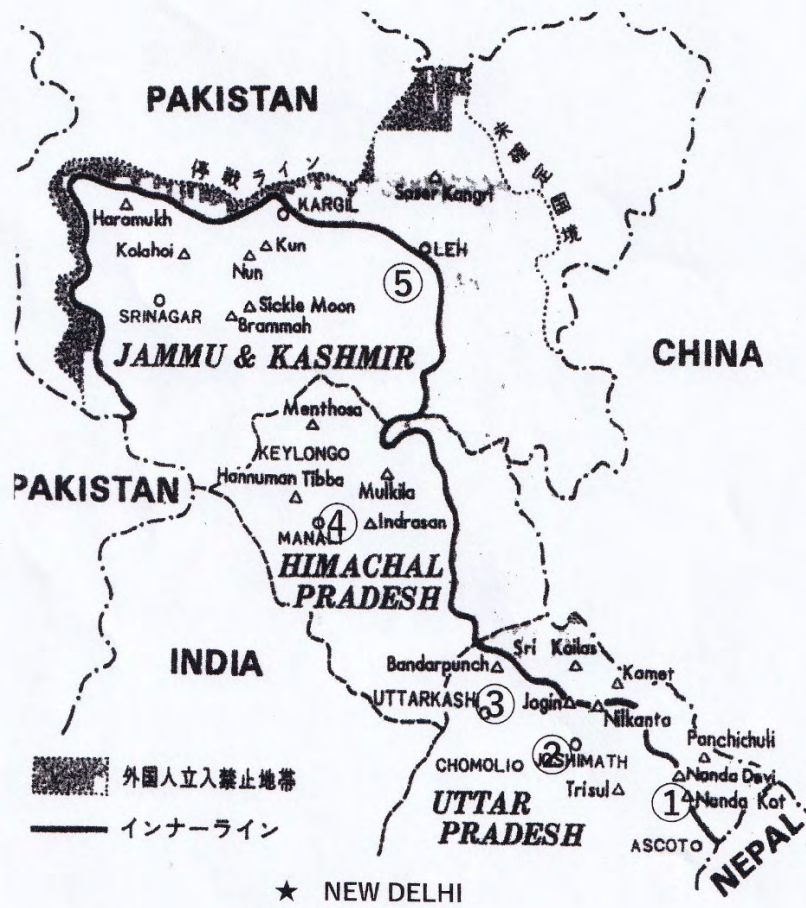 PAKISTAN
停戦ライン
未確定国境
Saser Kangri
KARGIL
Haramukh
Kun
LEH
Kolahoi
Nun
⑤
Sickle Moon
SRINAGAR
Brammah
JAMMU & KASHMIR
CHINA
Menthosa
KEYLONGO
Hannuman Tibba
Mulkila
PAKISTAN
④
Indrasan
MANALI
HIMACHAL
PRADESH
Sri Kailas
INDIA
Bandarpunch
Kamet
UTTARKASHI
③
Jogin
Nilkanta
Panchichuli
②
CHOMOLIO
JOSHIMATH
Nanda Devi
外国人立入禁止地帯
Trisul
①
Nanda Kot
UTTAR
PRADESH
インナーライン
ASCOTO
NEPAL
★ NEW DELHI